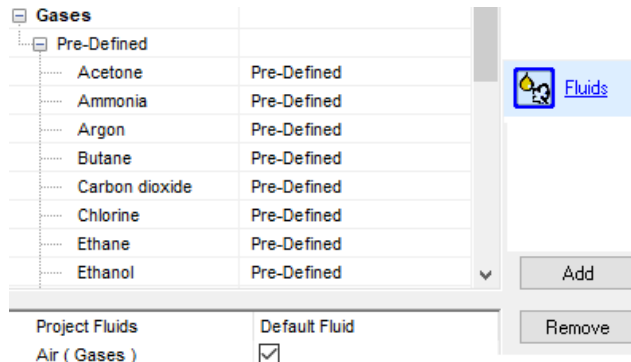 Gases
Pre-Defined
Acetone Pre-Defined
Ammonia Pre-Defined
Argon Pre-Defined
Butane Pre-Defined
Carbon dioxide Pre-Defined
Chlorine Pre-Defined
Ethane Pre-Defined
Ethanol Pre-Defined
Project Fluids Default Fluid
Air ( Gases )
Fluids
Add
Remove